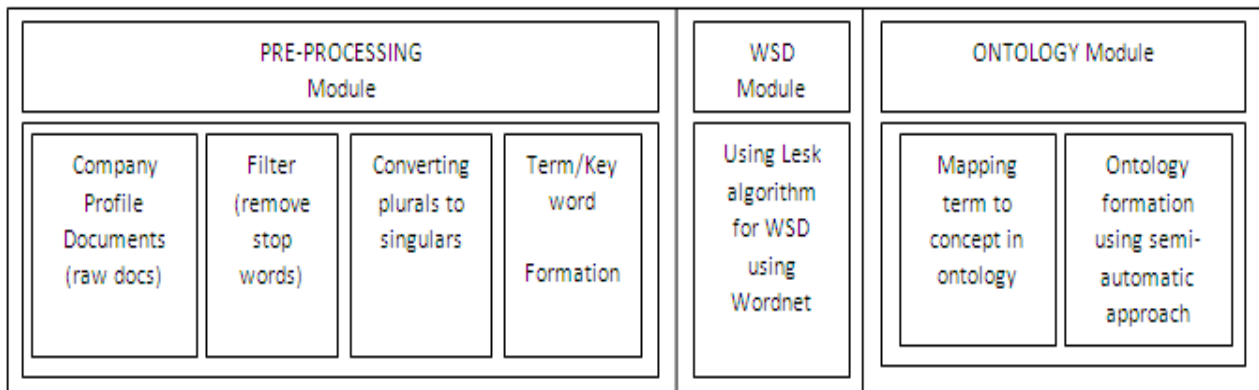 PRE-PROCESSING
Module
WSD
Module
ONTOLOGY Module
Company
Profile
Documents
(raw docs)
Filter
(remove
stop
words)
Converting
plurals to
singulars
Term/Key
word
Formation
Using Lesk
algorithm
for WSD
using
Wordnet
Mapping
term to
concept in
ontology
Ontology
formation
using semi-
automatic
approach